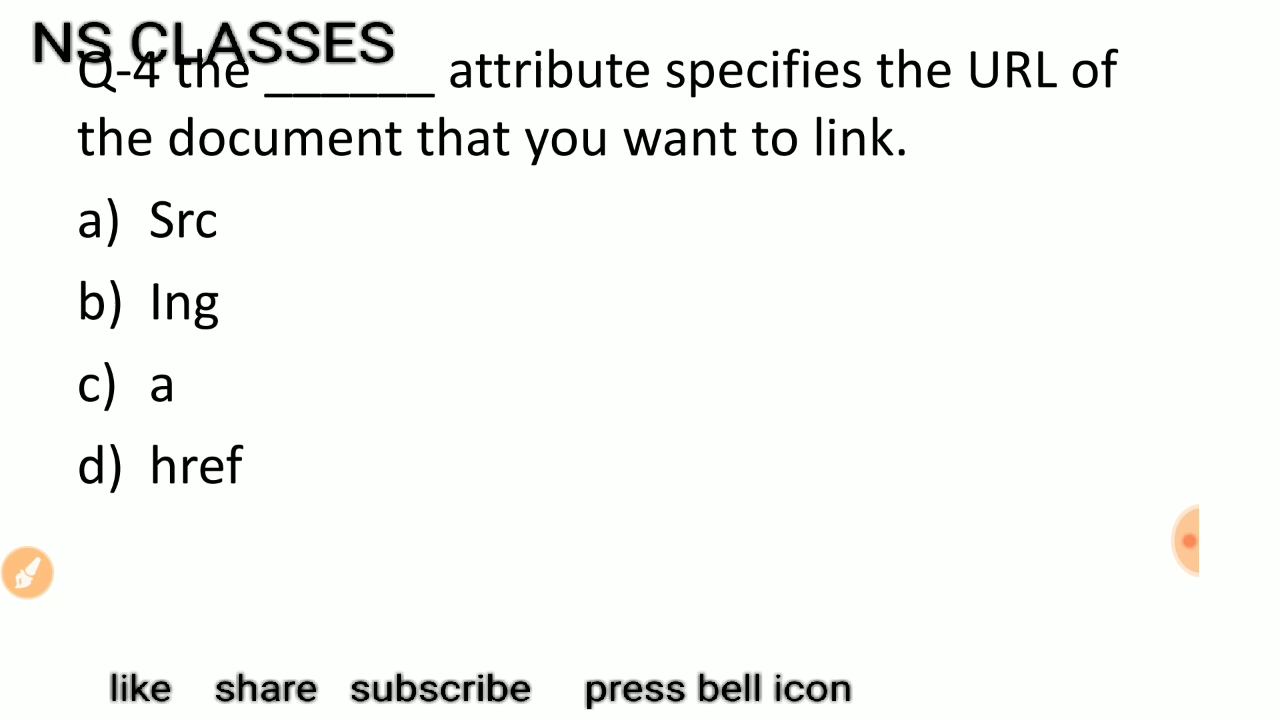 NS CLASSES
Q-4 the ______ attribute specifies the URL of
the document that you want to link.
a) Src
b) Ing
c) a
d) href
like share subscribe press bell icon